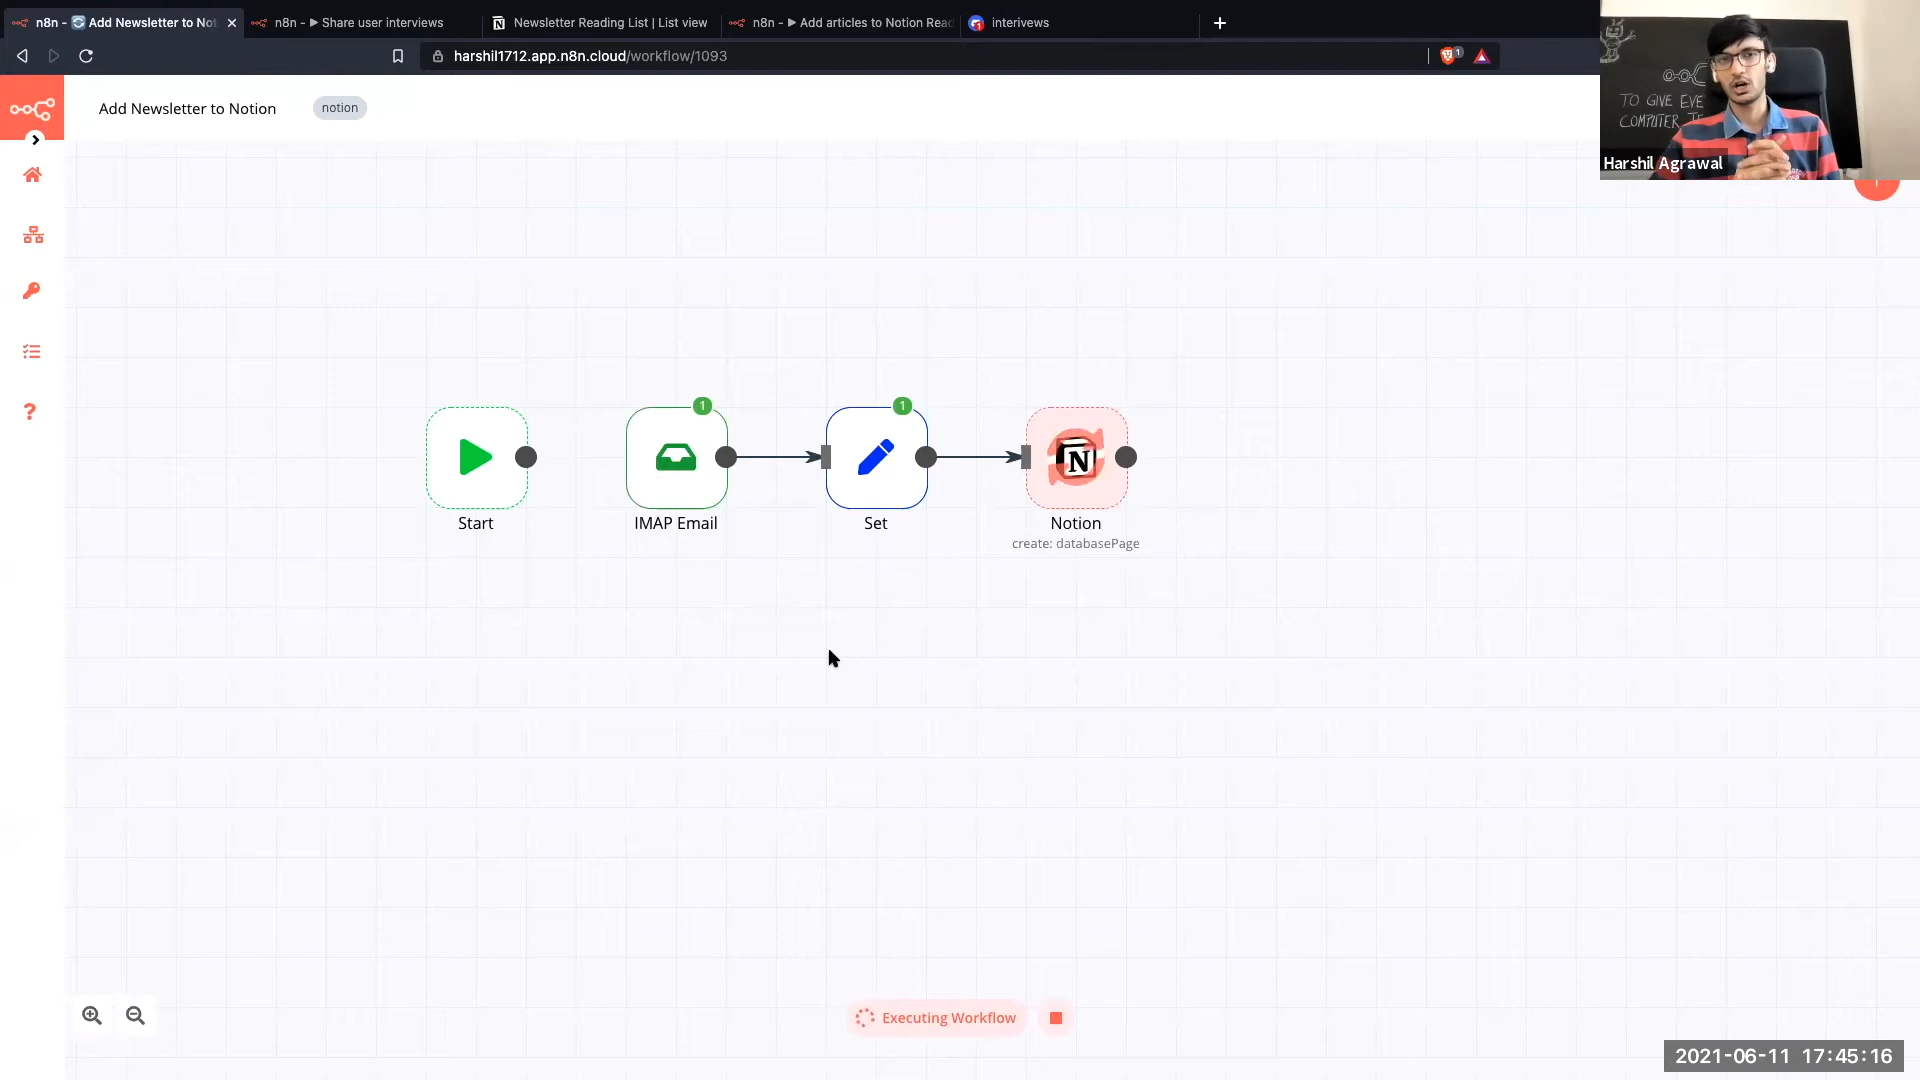 n8n - 🔄 Add Newsletter to Not
n8n - ▶ Share user interviews
Newsletter Reading List | List view
n8n - ▶ Add articles to Notion Read
interivews
harshil1712.app.n8n.cloud/workflow/1093
1
Add Newsletter to Notion
notion
TO GIVE EVE
COMPUTER
Harshil Agrawal
1
1
N
Start
IMAP Email
Set
Notion
create: databasePage
Executing Workflow
2021-06-11 17:45:16